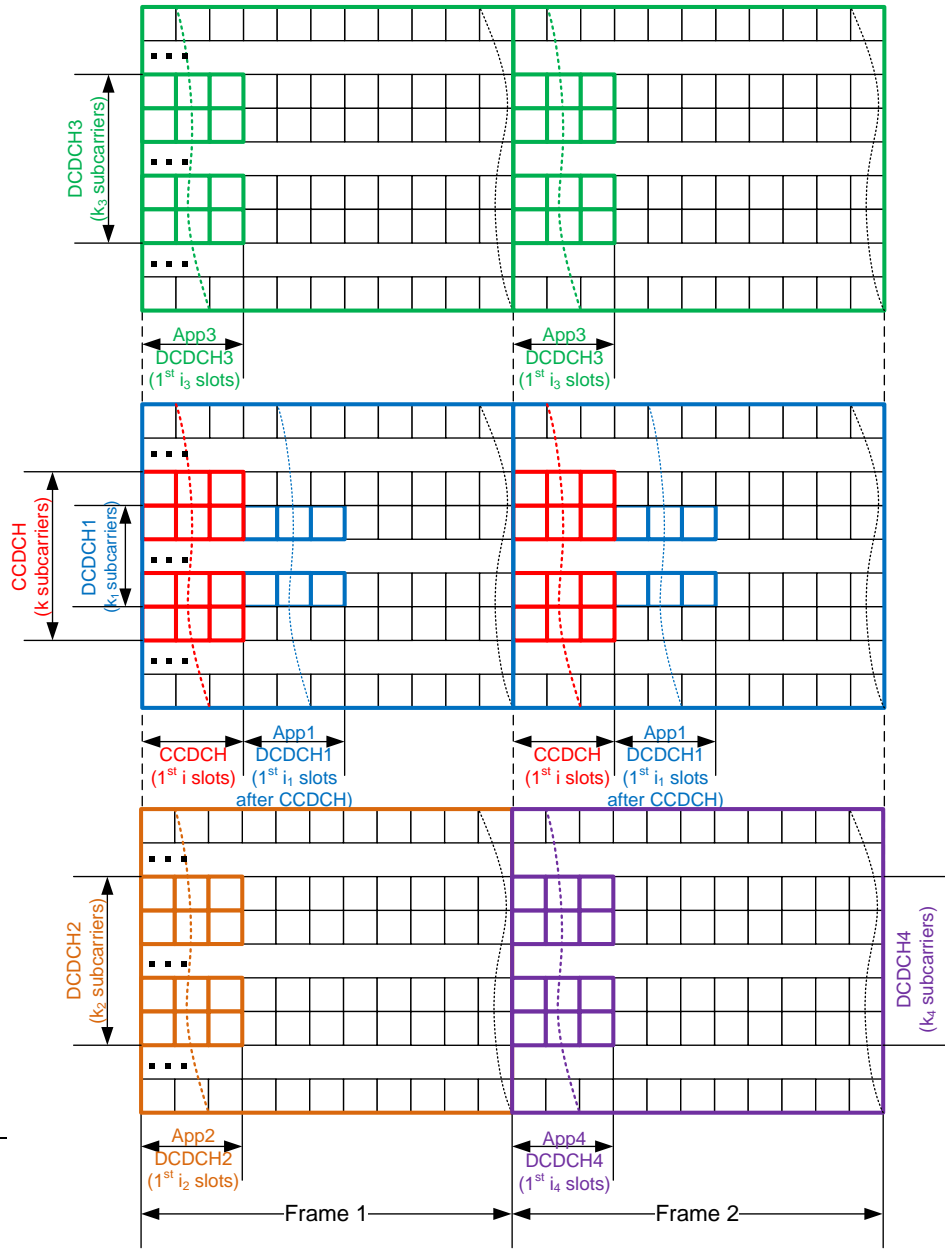 DCDCH3
(k3 subcarriers)
App3
DCDCH3
(1st i3 slots)
App3
DCDCH3
(1st i3 slots)
CCDCH
(k subcarriers)
DCDCH1
(k1 subcarriers)
CCDCH
(1st i slots)
App1
DCDCH1
(1st i1 slots
after CCDCH)
CCDCH
(1st i slots)
App1
DCDCH1
(1st i1 slots
after CCDCH)
DCDCH2
(k2 subcarriers)
DCDCH4
(k4 subcarriers)
App2
DCDCH2
(1st i2 slots)
App4
DCDCH4
(1st i4 slots)
Frame 1
Frame 2